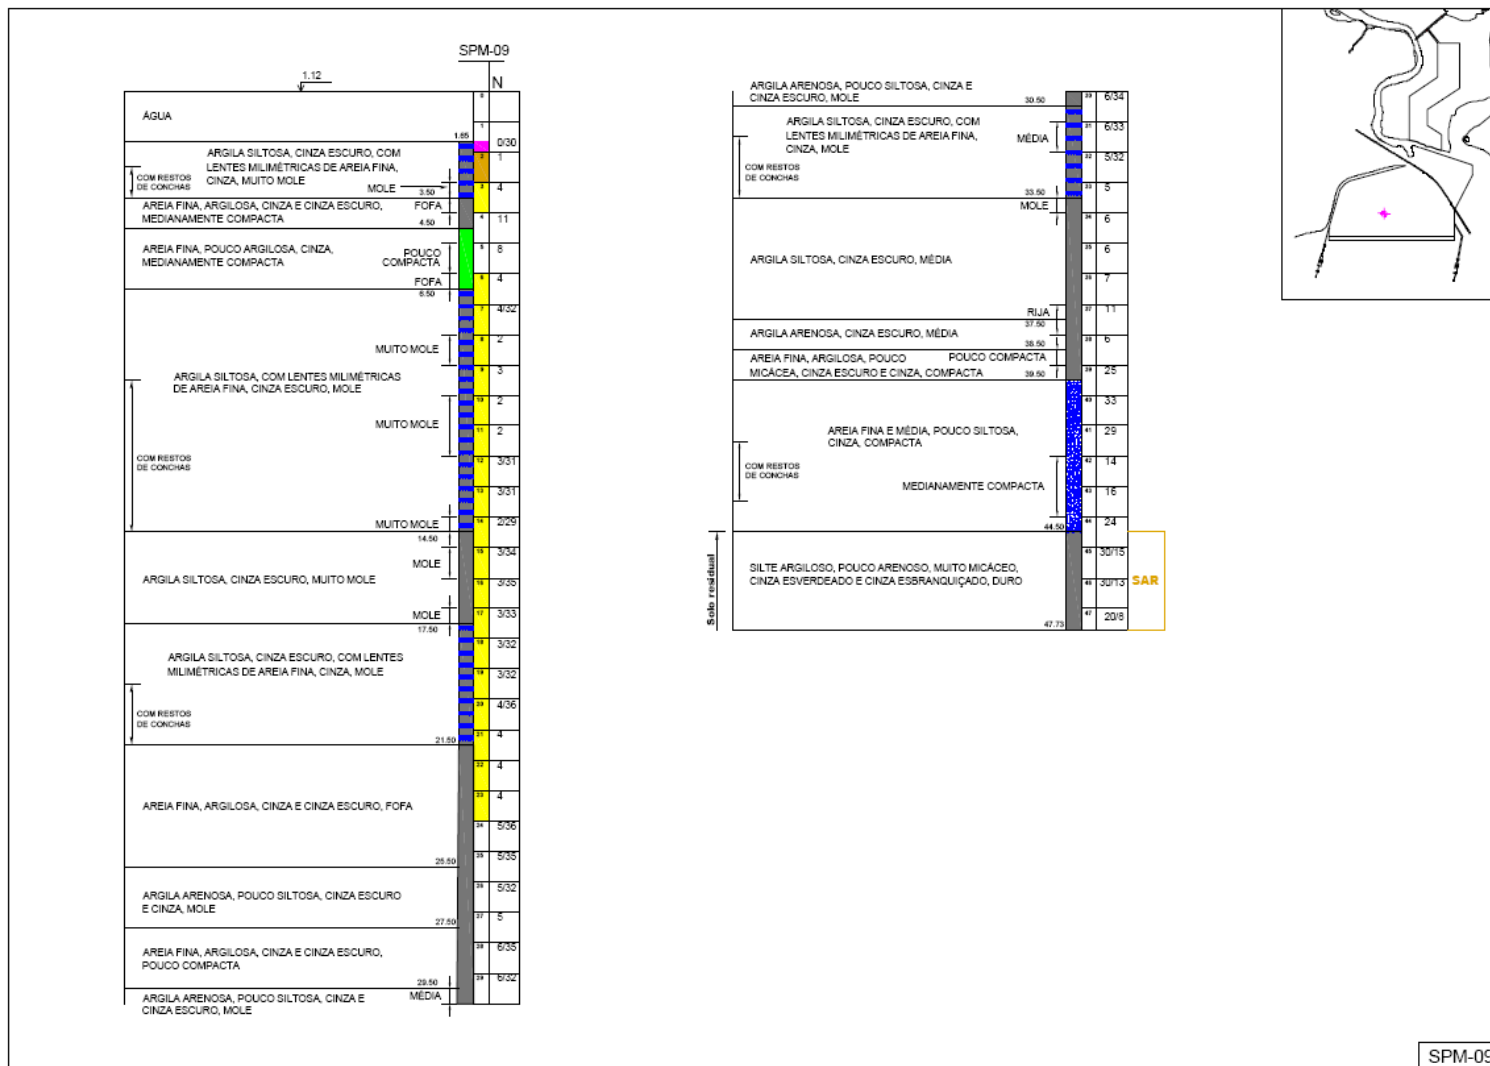 SPM-09
N
1.12
ÁGUA
1.65
0/30
ARGILA SILTOSA, CINZA ESCURO, COM
LENTES MILIMÉTRICAS DE AREIA FINA,
CINZA, MUITO MOLE
COM RESTOS
DE CONCHAS
MOLE
1
3.50
4
AREIA FINA, ARGILOSA, CINZA E CINZA ESCURO,
MEDIANAMENTE COMPACTA
FOFA
4.50
11
AREIA FINA, POUCO ARGILOSA, CINZA,
MEDIANAMENTE COMPACTA
POUCO
COMPACTA
8
FOFA
4
6.50
4/32
MUITO MOLE
2
3
ARGILA SILTOSA, COM LENTES MILIMÉTRICAS
DE AREIA FINA, CINZA ESCURO, MOLE
2
MUITO MOLE
2
COM RESTOS
DE CONCHAS
3/31
3/31
MUITO MOLE
2/29
14.50
MOLE
3/34
ARGILA SILTOSA, CINZA ESCURO, MUITO MOLE
3/35
MOLE
3/33
17.50
3/32
ARGILA SILTOSA, CINZA ESCURO, COM LENTES
MILIMÉTRICAS DE AREIA FINA, CINZA, MOLE
3/32
COM RESTOS
DE CONCHAS
4/36
4
21.50
4
AREIA FINA, ARGILOSA, CINZA E CINZA ESCURO, FOFA
4
5/36
5/35
25.50
5/32
ARGILA ARENOSA, POUCO SILTOSA, CINZA ESCURO
E CINZA, MOLE
5
27.50
6/35
AREIA FINA, ARGILOSA, CINZA E CINZA ESCURO,
POUCO COMPACTA
6/32
29.50
MÉDIA
ARGILA ARENOSA, POUCO SILTOSA, CINZA E
CINZA ESCURO, MOLE
ARGILA ARENOSA, POUCO SILTOSA, CINZA E
CINZA ESCURO, MOLE
30.50
6/34
ARGILA SILTOSA, CINZA ESCURO, COM
LENTES MILIMÉTRICAS DE AREIA FINA,
CINZA, MOLE
MÉDIA
6/33
5/32
COM RESTOS
DE CONCHAS
33.50
5
MOLE
6
6
ARGILA SILTOSA, CINZA ESCURO, MÉDIA
7
RIJA
11
37.50
ARGILA ARENOSA, CINZA ESCURO, MÉDIA
38.50
6
AREIA FINA, ARGILOSA, POUCO
MICÁCEA, CINZA ESCURO E CINZA, COMPACTA
POUCO COMPACTA
39.50
25
33
AREIA FINA E MÉDIA, POUCO SILTOSA,
CINZA, COMPACTA
29
COM RESTOS
DE CONCHAS
14
MEDIANAMENTE COMPACTA
16
44.50
24
Solo residual
SILTE ARGILOSO, POUCO ARENOSO, MUITO MICÁCEO,
CINZA ESVERDEADO E CINZA ESBRANQUIÇADO, DURO
30/15
30/13
SAR
47.73
20/8
SPM-09